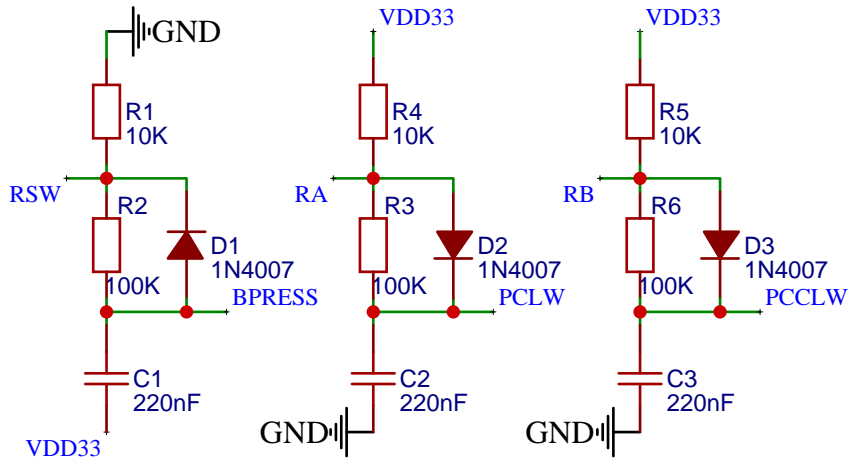 GND
R1
10K
RSW
R2
100K
D1
1N4007
BPRESS
C1
220nF
VDD33
VDD33
R4
10K
RA
R3
100K
D2
1N4007
PCLW
C2
220nF
GND
VDD33
R5
10K
RB
R6
100K
D3
1N4007
PCCLW
C3
220nF
GND